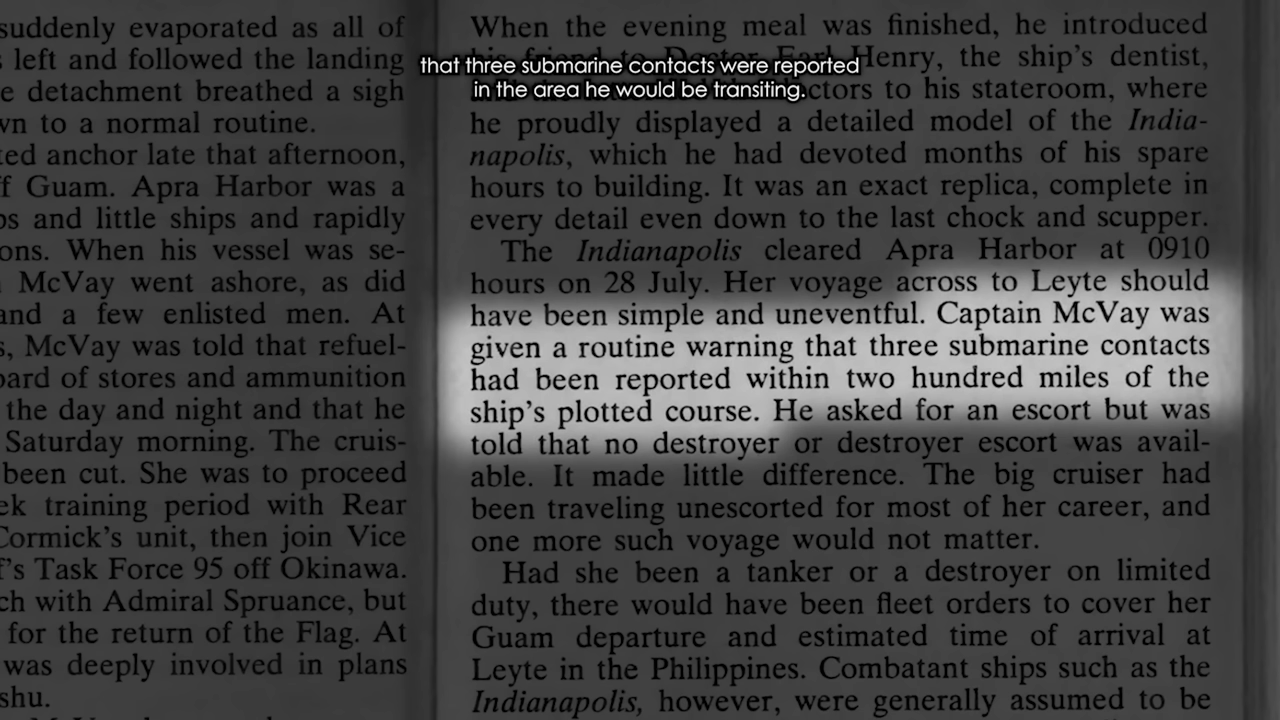 suddenly evaporated as all of
left and followed the landing
e detachment breathed a sigh
vn to a normal routine.
ted anchor late that afternoon,
f Guam. Apra Harbor was a
ps and little ships and rapidly
ons. When his vessel was se-
McVay went ashore, as did
and a few enlisted men. At
s, McVay was told that refuel-
oard of stores and ammunition
the day and night and that he
Saturday morning. The cruis-
been cut. She was to proceed
ek training period with Rear
Cormick's unit, then join Vice
f's Task Force 95 off Okinawa.
ch with Admiral Spruance, but
for the return of the Flag. At
was deeply involved in plans
shu.
When the evening meal was finished, he introduced
his friend to Doctor Earl Henry, the ship's dentist,
that three submarine contacts were reported
in the area he would be transiting.
ctors to his stateroom, where
he proudly displayed a detailed model of the India-
napolis, which he had devoted months of his spare
hours to building. It was an exact replica, complete in
every detail even down to the last chock and scupper.
The Indianapolis cleared Apra Harbor at 0910
hours on 28 July. Her voyage across to Leyte should
have been simple and uneventful. Captain McVay was
given a routine warning that three submarine contacts
had been reported within two hundred miles of the
ship's plotted course. He asked for an escort but was
told that no destroyer or destroyer escort was avail-
able. It made little difference. The big cruiser had
been traveling unescorted for most of her career, and
one more such voyage would not matter.
Had she been a tanker or a destroyer on limited
duty, there would have been fleet orders to cover her
Guam departure and estimated time of arrival at
Leyte in the Philippines. Combatant ships such as the
Indianapolis, however, were generally assumed to be